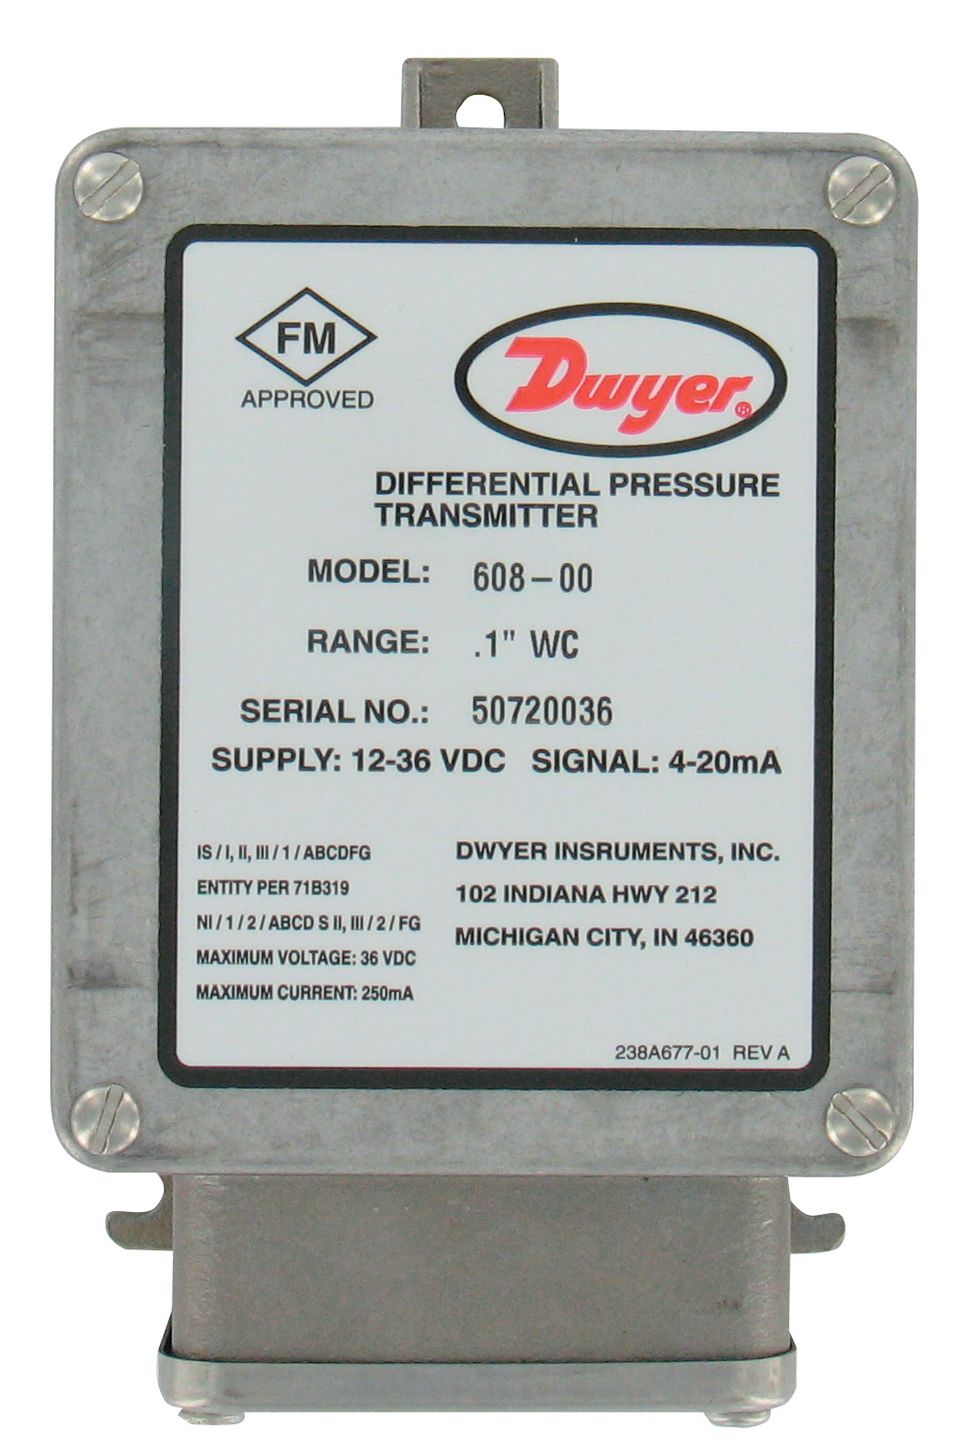 FM
APPROVED
Dwyer®
DIFFERENTIAL PRESSURE
TRANSMITTER
MODEL: 608-00
RANGE: .1" WC
SERIAL NO.: 50720036
SUPPLY: 12-36 VDC SIGNAL: 4-20mA
IS / I, II, III / 1 / ABCDFG
ENTITY PER 71B319
NI / 1 / 2 / ABCD S II, III / 2 / FG
MAXIMUM VOLTAGE: 36 VDC
MAXIMUM CURRENT: 250mA
DWYER INSRUMENTS, INC.
102 INDIANA HWY 212
MICHIGAN CITY, IN 46360
238A677-01 REV A